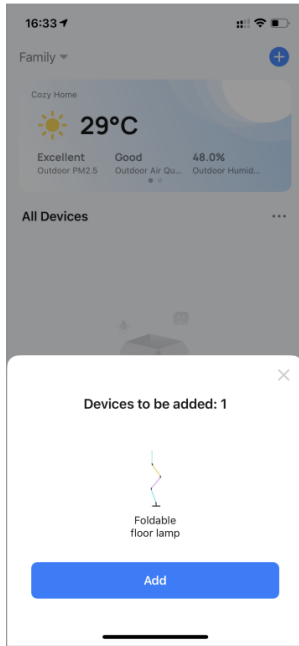 16:33
Family
Cozy Home
29°C
Excellent Good 48.0%
Outdoor PM2.5 Outdoor Air Qu... Outdoor Humid...
All Devices
Devices to be added: 1
Foldable
floor lamp
Add